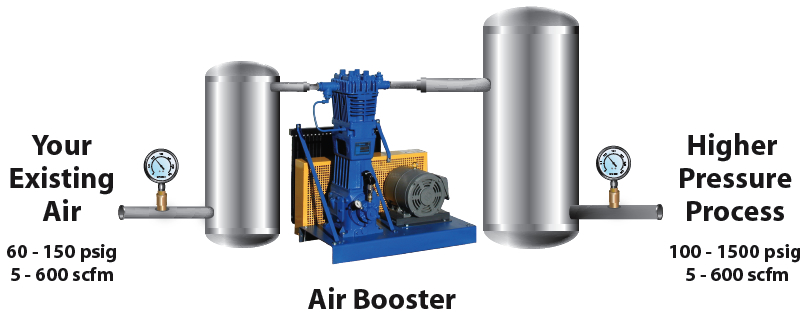 Your
Existing
Air
60 - 150 psig
5 - 600 scfm
Air Booster
Higher
Pressure
Process
100 - 1500 psig
5 - 600 scfm